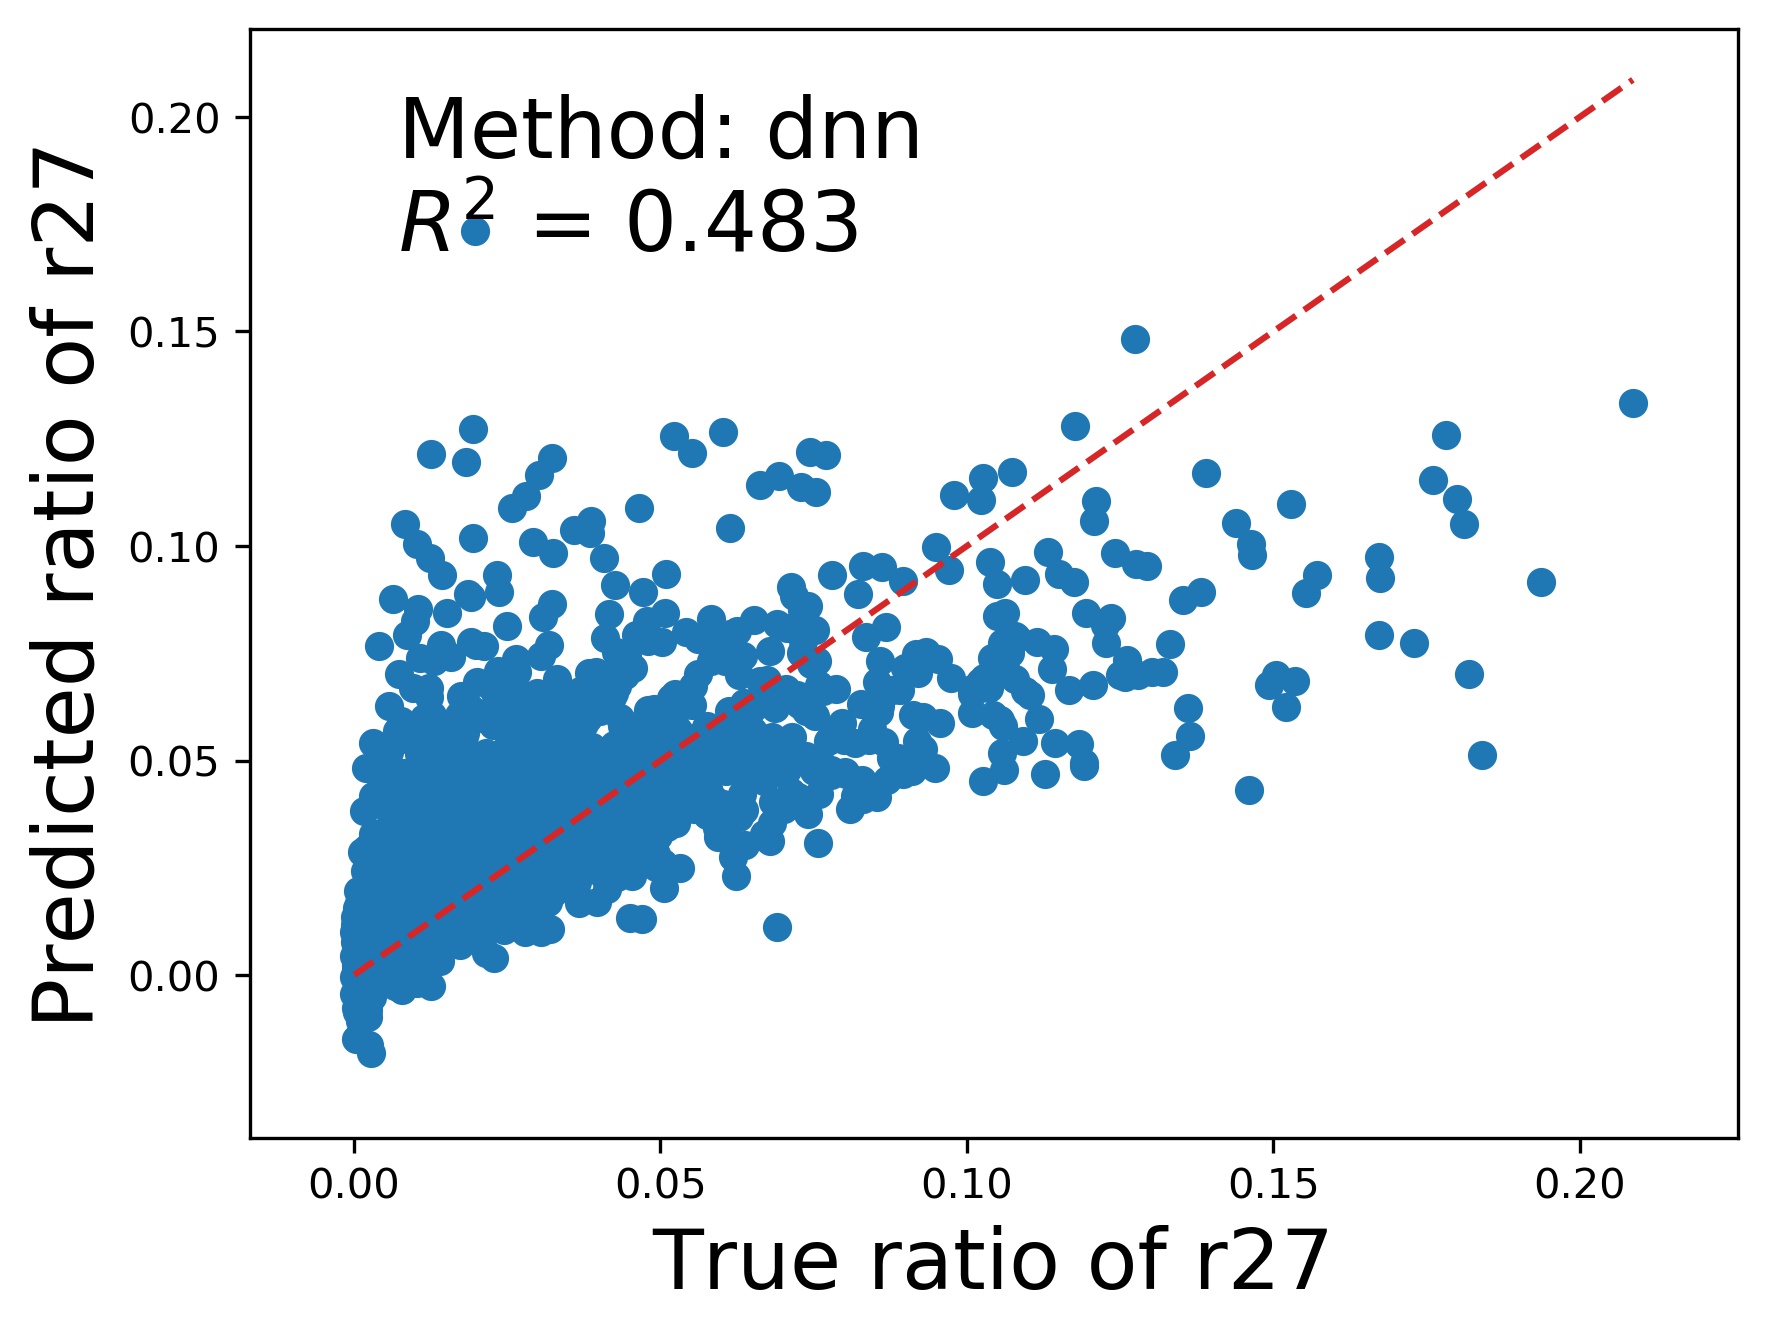 Method: dnn
R² = 0.483
Predicted ratio of r27
0.20
0.15
0.10
0.05
0.00
0.00 0.05 0.10 0.15 0.20
True ratio of r27